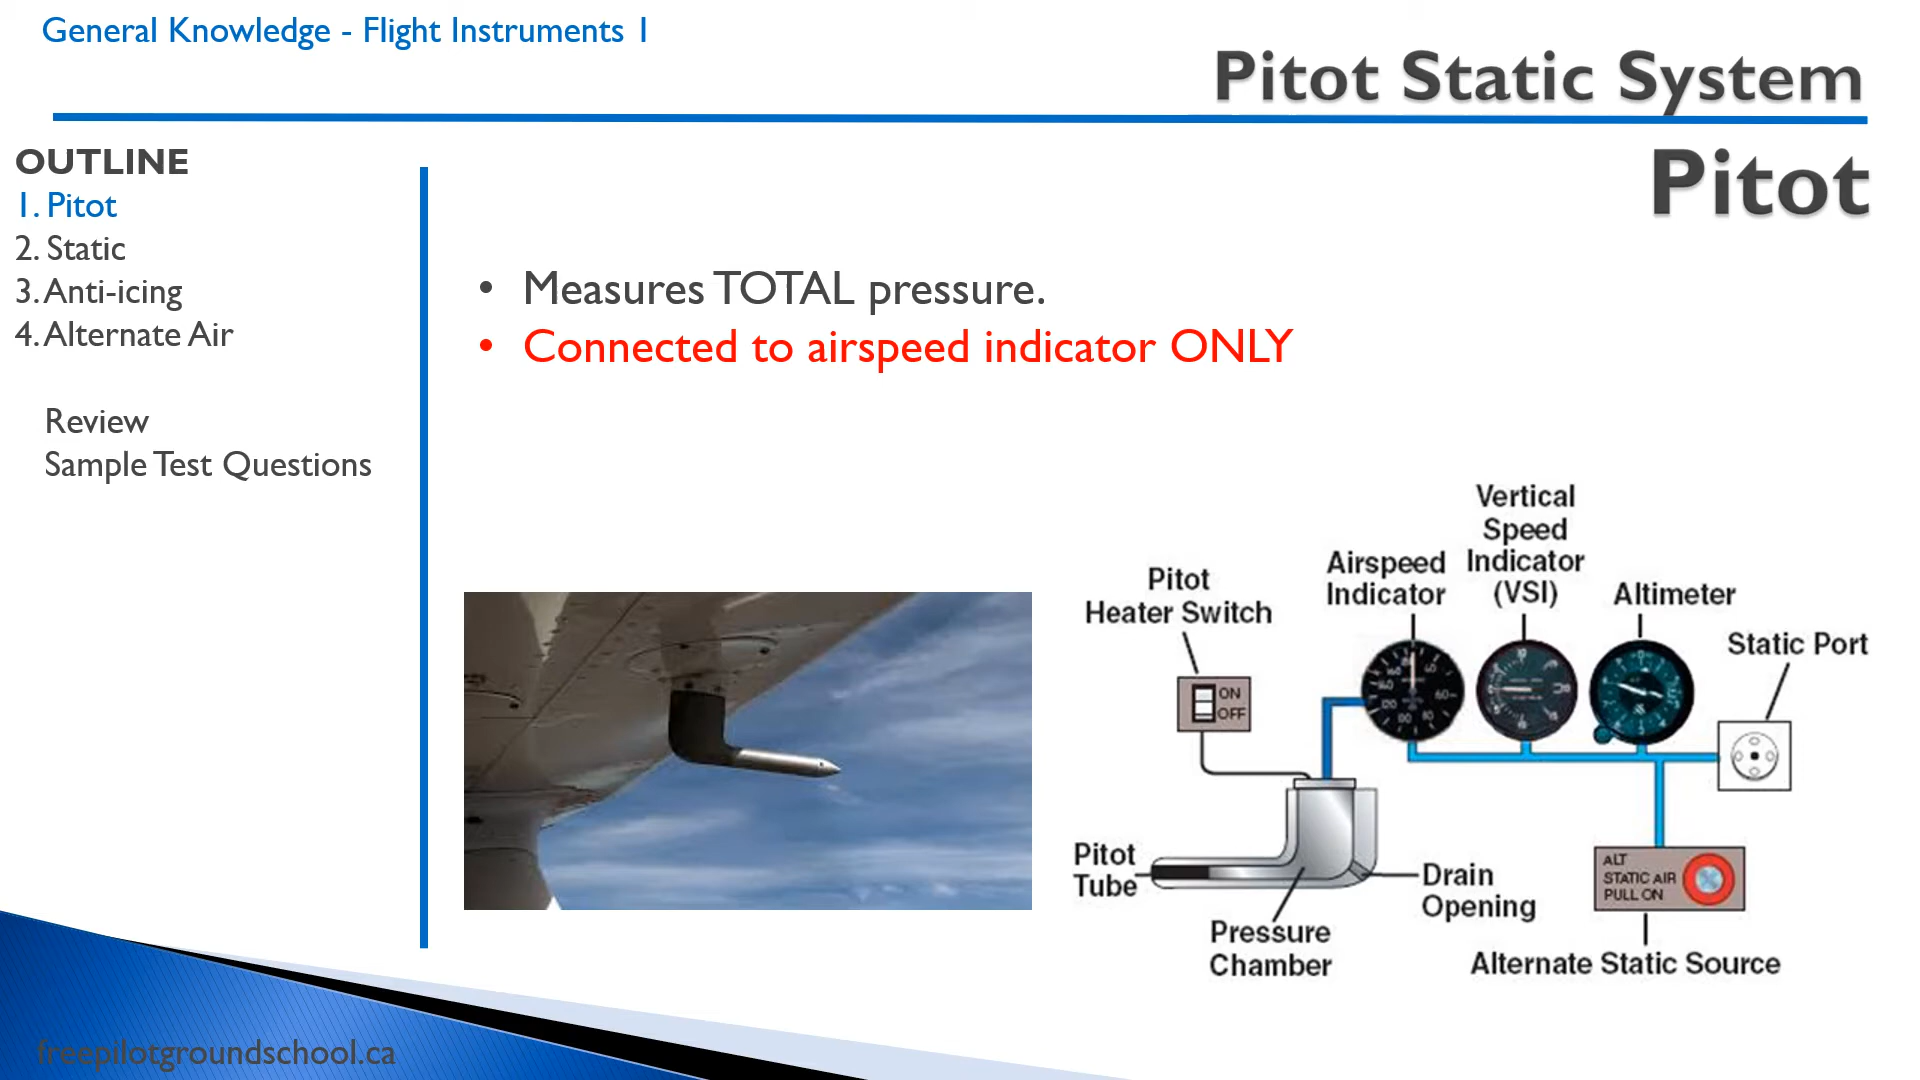 General Knowledge - Flight Instruments 1
Pitot Static System
OUTLINE
1. Pitot
2. Static
3. Anti-icing
4. Alternate Air
Review
Sample Test Questions
Pitot
• Measures TOTAL pressure.
• Connected to airspeed indicator ONLY
Pitot
Heater Switch
ON
OFF
Airspeed
Indicator
Vertical
Speed
Indicator
(VSI)
Altimeter
Static Port
Pitot
Tube
Pressure
Chamber
Drain
Opening
ALT
STATIC AIR
PULL ON
Alternate Static Source
freepilotgroundschool.ca